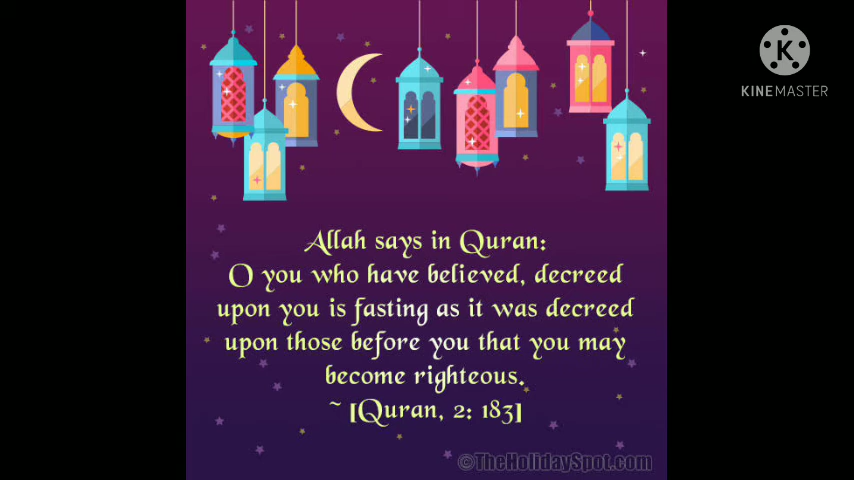 K
KINEMASTER
Allah says in Quran:
O you who have believed, decreed
upon you is fasting as it was decreed
upon those before you that you may
become righteous.
~ [Quran, 2: 183]
©TheHolidaySpot.com